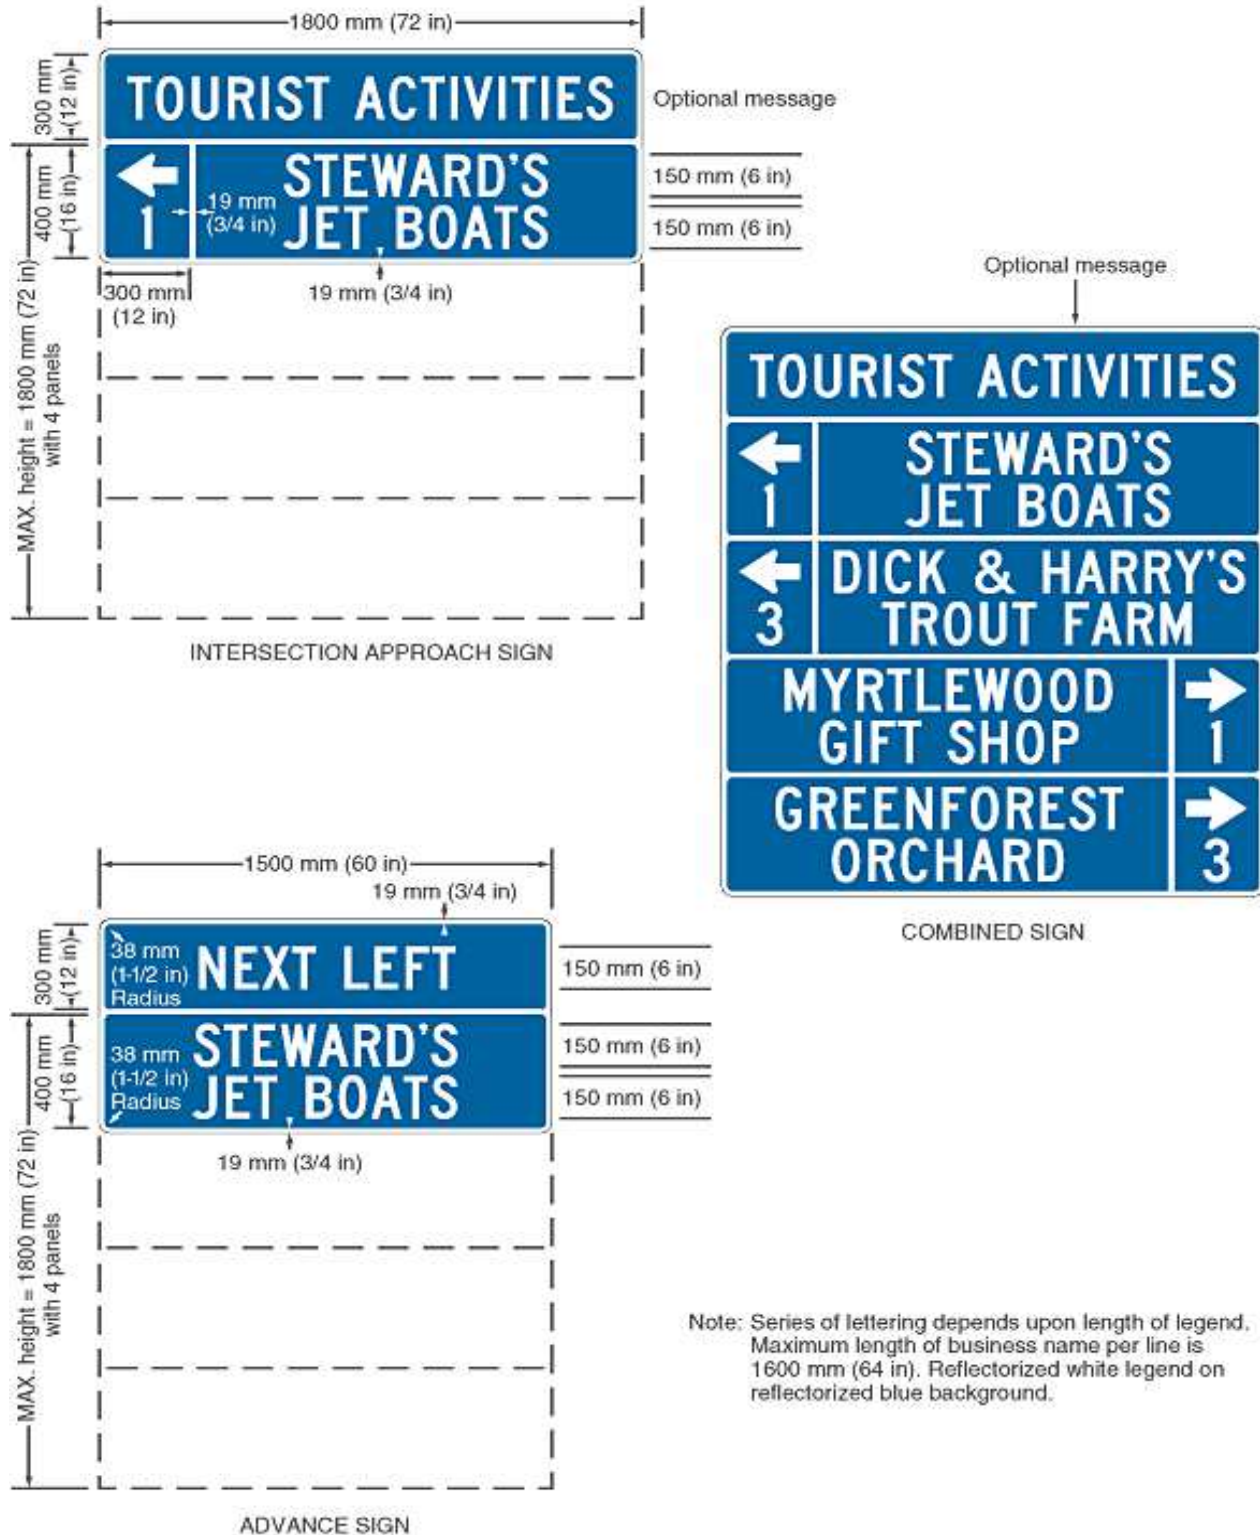 1800 mm (72 in)
300 mm
(12 in)
TOURIST ACTIVITIES
Optional message
MAX. height = 1800 mm (72 in)
with 4 panels
400 mm
(16 in)
1
19 mm
(3/4 in)
STEWARD'S
JET BOATS
150 mm (6 in)
150 mm (6 in)
300 mm
(12 in)
19 mm (3/4 in)
INTERSECTION APPROACH SIGN
Optional message
TOURIST ACTIVITIES
1
STEWARD'S
JET BOATS
3
DICK & HARRY'S
TROUT FARM
MYRTLEWOOD
GIFT SHOP
1
GREENFOREST
ORCHARD
3
COMBINED SIGN
1500 mm (60 in)
19 mm (3/4 in)
300 mm
(12 in)
38 mm
(1-1/2 in)
Radius
NEXT LEFT
150 mm (6 in)
MAX. height = 1800 mm (72 in)
with 4 panels
400 mm
(16 in)
38 mm
(1-1/2 in)
Radius
STEWARD'S
JET BOATS
150 mm (6 in)
150 mm (6 in)
19 mm (3/4 in)
ADVANCE SIGN
Note: Series of lettering depends upon length of legend.
Maximum length of business name per line is
1600 mm (64 in). Reflectorized white legend on
reflectorized blue background.